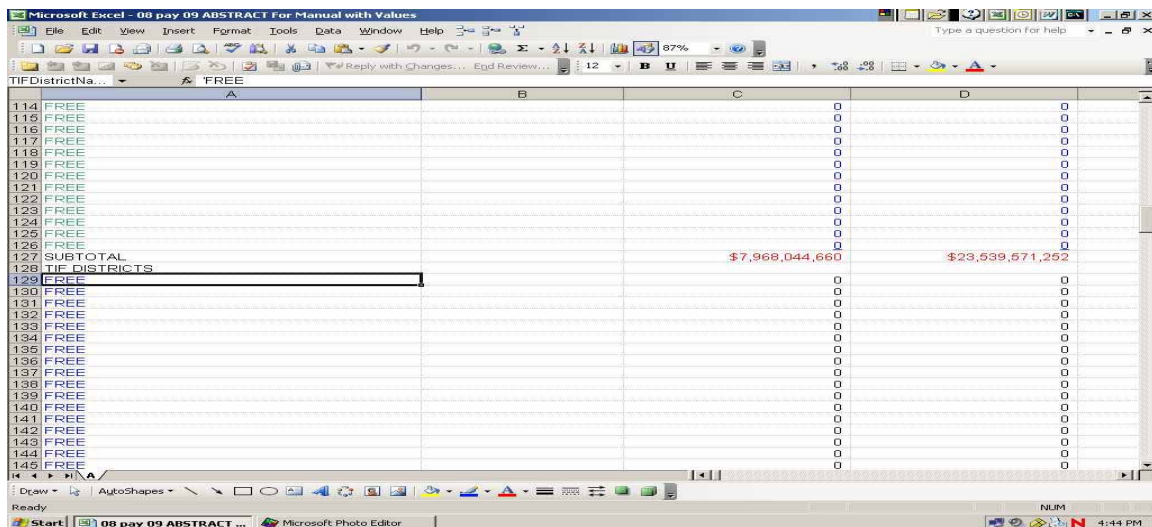 Microsoft Excel - 08 pay 09 ABSTRACT For Manual with Values
File Edit View Insert Format Tools Data Window Help Type a question for help
87%
Reply with Changes... End Review... 12 B U
TIFDistrictNa... fx 'FREE
A B C D
114 FREE 0 0
115 FREE 0 0
116 FREE 0 0
117 FREE 0 0
118 FREE 0 0
119 FREE 0 0
120 FREE 0 0
121 FREE 0 0
122 FREE 0 0
123 FREE 0 0
124 FREE 0 0
125 FREE 0 0
126 FREE 0 0
127 SUBTOTAL $7,968,044,660 $23,539,571,252
128 TIF DISTRICTS
129 FREE 0 0
130 FREE 0 0
131 FREE 0 0
132 FREE 0 0
133 FREE 0 0
134 FREE 0 0
135 FREE 0 0
136 FREE 0 0
137 FREE 0 0
138 FREE 0 0
139 FREE 0 0
140 FREE 0 0
141 FREE 0 0
142 FREE 0 0
143 FREE 0 0
144 FREE 0 0
145 FREE 0 0
A
Draw AutoShapes
Ready NUM
Start 08 pay 09 ABSTRACT ... Microsoft Photo Editor 4:44 PM